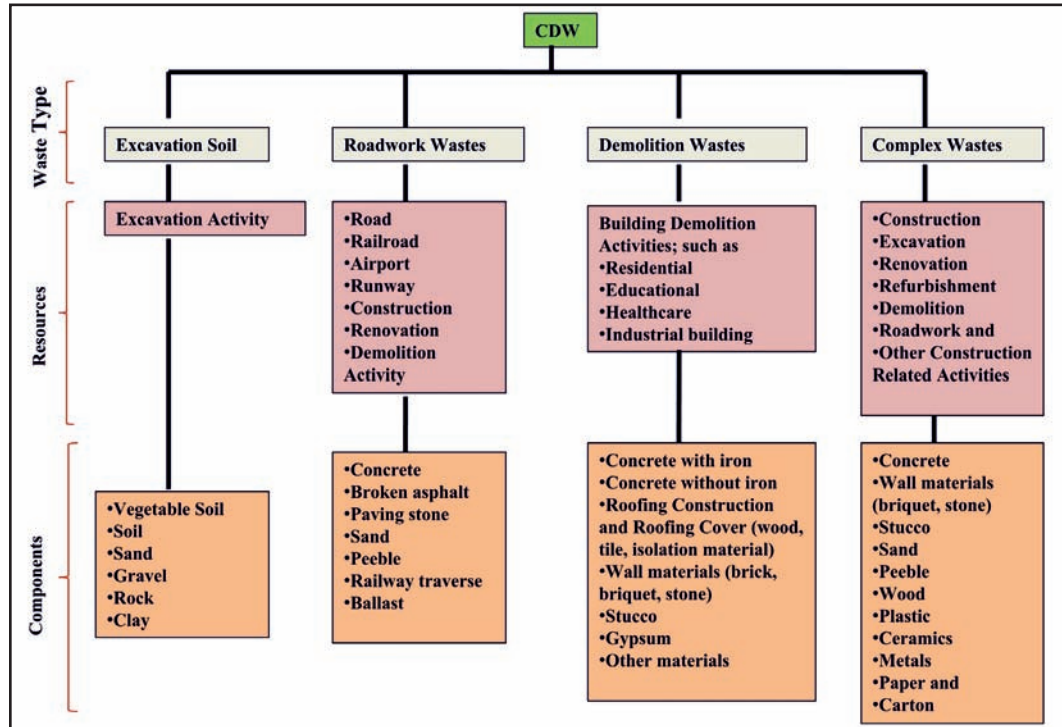 CDW
Waste Type
Excavation Soil
Roadwork Wastes
Demolition Wastes
Complex Wastes
Resources
Excavation Activity
•Road
•Railroad
•Airport
•Runway
•Construction
•Renovation
•Demolition
Activity
Building Demolition
Activities; such as
•Residential
•Educational
•Healthcare
•Industrial building
•Construction
•Excavation
•Renovation
•Refurbishment
•Demolition
•Roadwork and
•Other Construction
Related Activities
Components
•Vegetable Soil
•Soil
•Sand
•Gravel
•Rock
•Clay
•Concrete
•Broken asphalt
•Paving stone
•Sand
•Peeble
•Railway traverse
•Ballast
•Concrete with iron
•Concrete without iron
•Roofing Construction
and Roofing Cover (wood,
tile, isolation material)
•Wall materials (brick,
briquet, stone)
•Stucco
•Gypsum
•Other materials
•Concrete
•Wall materials
(briquet, stone)
•Stucco
•Sand
•Peeble
•Wood
•Plastic
•Ceramics
•Metals
•Paper and
•Carton